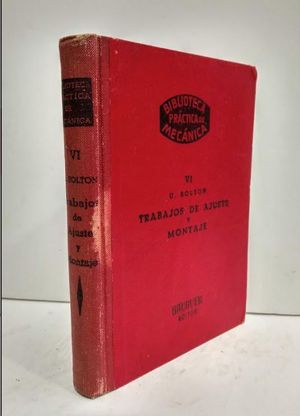 BIBLIOTECA
PRÁCTICA DE
MECÁNICA
VI
U. BOLTON
Trabajos
de
Ajuste
y
Montaje
BIBLIOTECA
PRÁCTICA DE
MECÁNICA
VI
U. BOLTON
TRABAJOS DE AJUSTE
Y
MONTAJE
BRUGUER
EDITOR